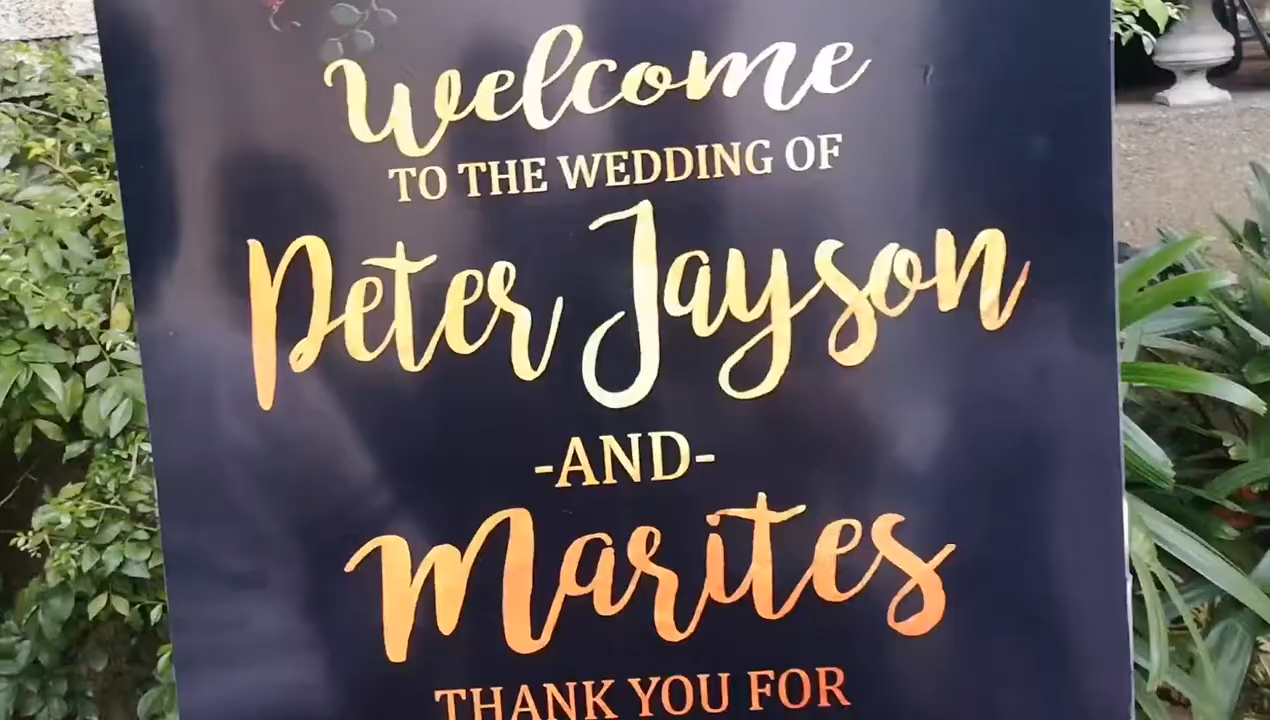 Welcome
TO THE WEDDING OF
Peter Jayson
-AND-
Marites
THANK YOU FOR